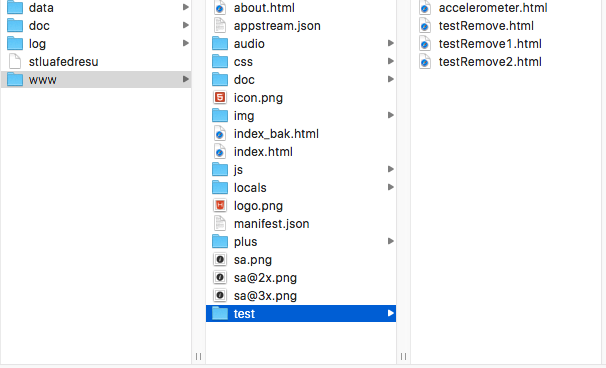 data
doc
log
stluafedresu
www
about.html
appstream.json
audio
css
doc
icon.png
img
index_bak.html
index.html
js
locals
logo.png
manifest.json
plus
sa.png
sa@2x.png
sa@3x.png
test
accelerometer.html
testRemove.html
testRemove1.html
testRemove2.html